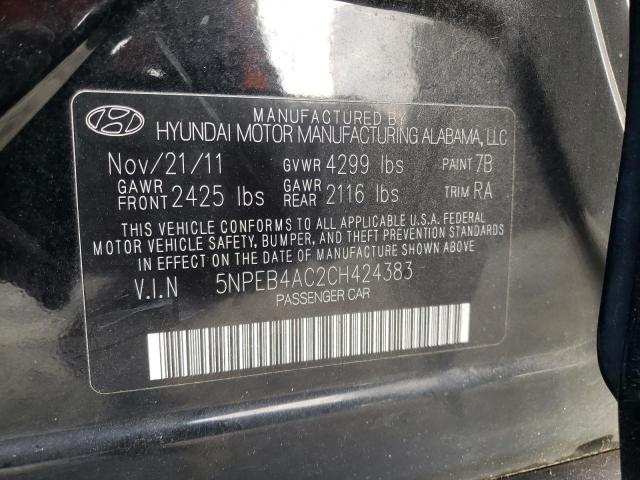 MANUFACTURED BY
HYUNDAI MOTOR MANUFACTURING ALABAMA, LLC
Nov/21/11 GVWR 4299 lbs PAINT 7B
GAWR FRONT 2425 lbs GAWR REAR 2116 lbs TRIM RA
THIS VEHICLE CONFORMS TO ALL APPLICABLE U.S.A. FEDERAL
MOTOR VEHICLE SAFETY, BUMPER, AND THEFT PREVENTION STANDARDS
IN EFFECT ON THE DATE OF MANUFACTURE SHOWN ABOVE
V.I.N 5NPEB4AC2CH424383
PASSENGER CAR